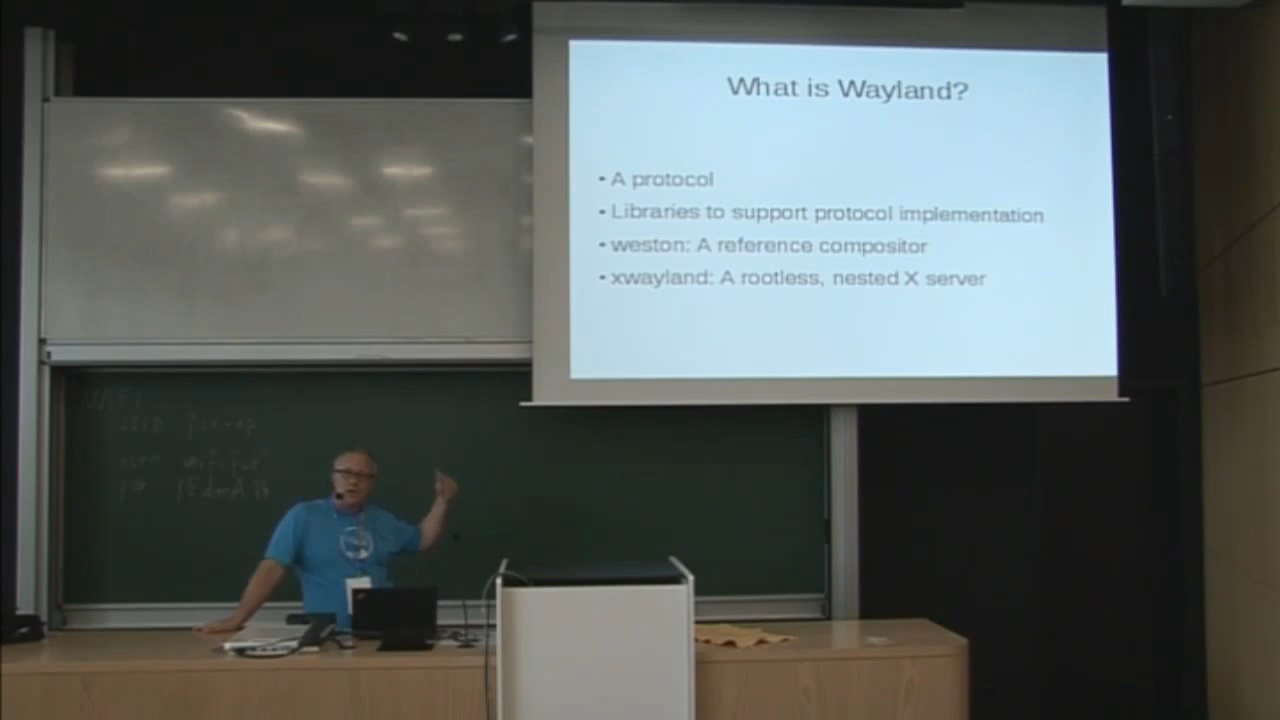 What is Wayland?
• A protocol
• Libraries to support protocol implementation
• weston: A reference compositor
• xwayland: A rootless, nested X server